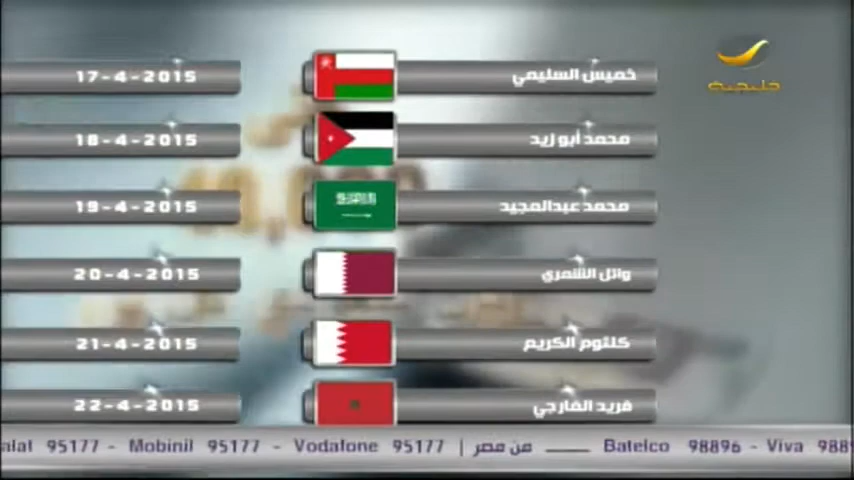 خليجية
خميس السليمي 17-4-2015
محمد أبو زيد 18-4-2015
محمد عبدالمجيد 19-4-2015
وائل الشمري 20-4-2015
كلثوم الكريم 21-4-2015
فريد الفارجي 22-4-2015
alat 95177 - Mobinil 95177 - Vodafone 95177 | من مصر ـــــ Batelco 98896 - Viva 9889